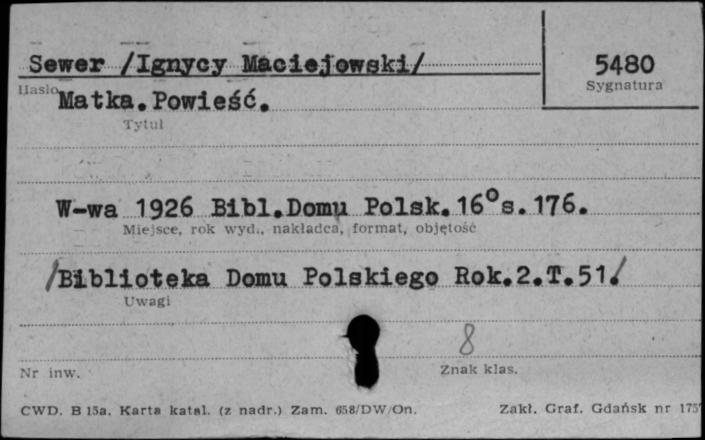 Sewer /Ignycy Maciejowski/
5480
Sygnatura
Hasło
Matka.Powieść.
Tytuł
W-wa 1926 Bibl.Domu Polsk.16°s.176.
Miejsce, rok wyd., nakładca, format, objętość
/Biblioteka Domu Polskiego Rok.2.T.51/
Uwagi
8
Nr inw.
Znak klas.
CWD. B 15a. Karta katal. (z nadr.) Zam. 658/DW/On.
Zakł. Graf. Gdańsk nr